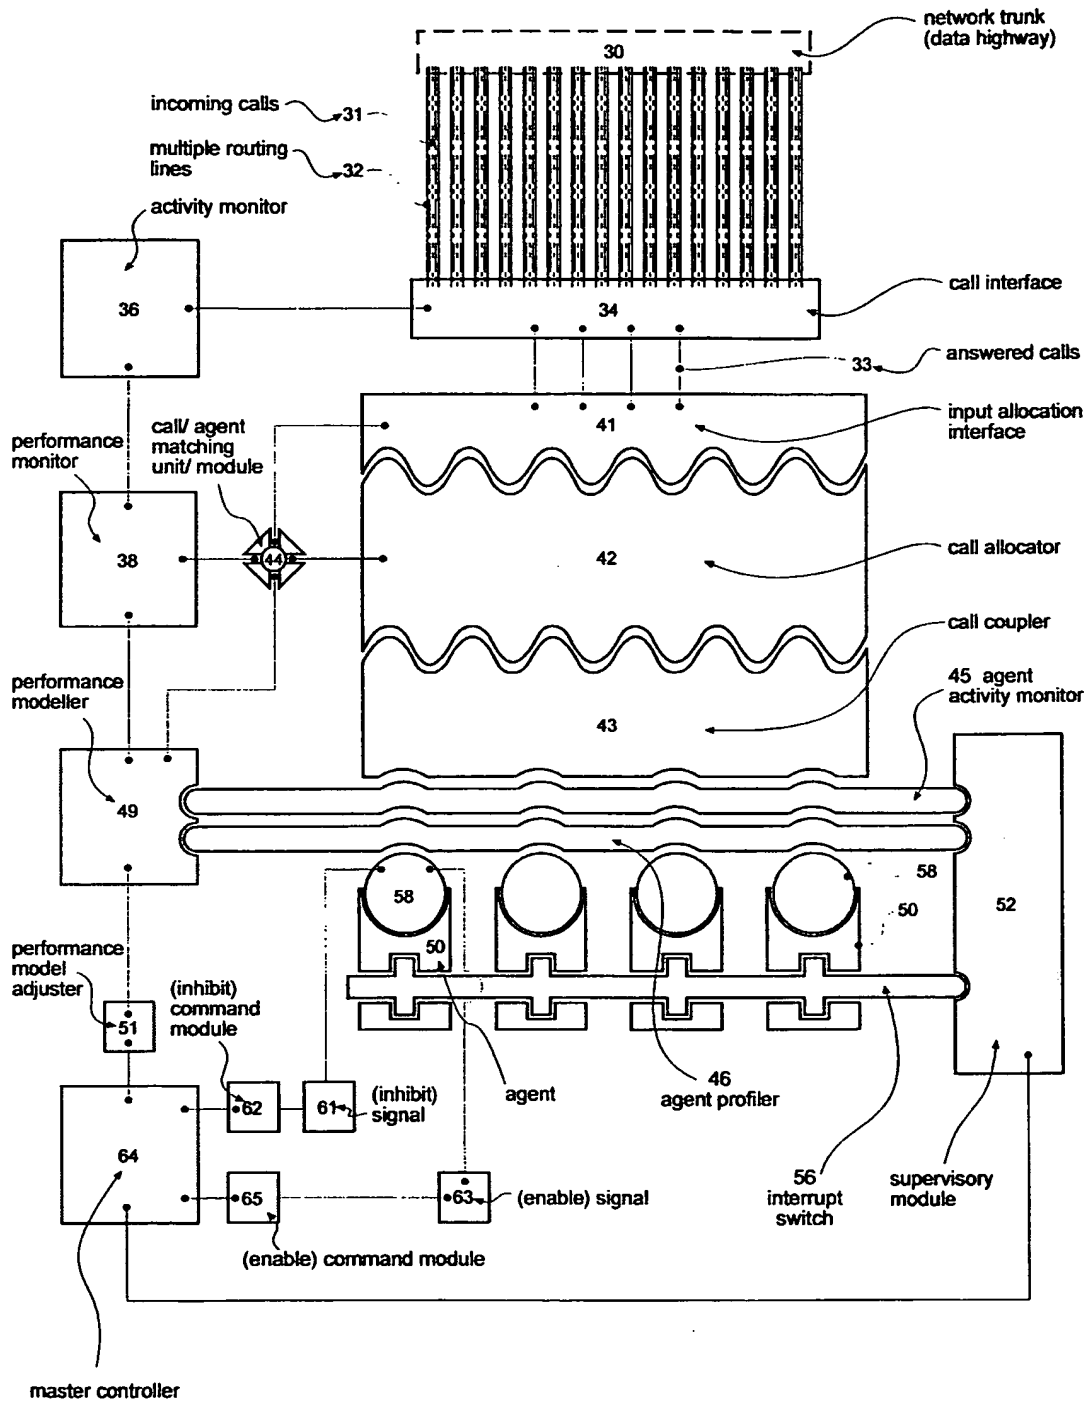 network trunk
(data highway)
30
incoming calls
31
multiple routing
lines
32
activity monitor
36
34
call interface
33
answered calls
41
input allocation
interface
performance
monitor
call/ agent
matching
unit/ module
38
44
42
call allocator
call coupler
performance
modeller
43
45 agent
activity monitor
49
58
58
50
52
50
performance
model
adjuster
(inhibit)
command
module
51
62
61
(inhibit)
signal
agent
46
agent profiler
64
65
63
(enable) signal
56
interrupt
switch
supervisory
module
(enable) command module
master controller